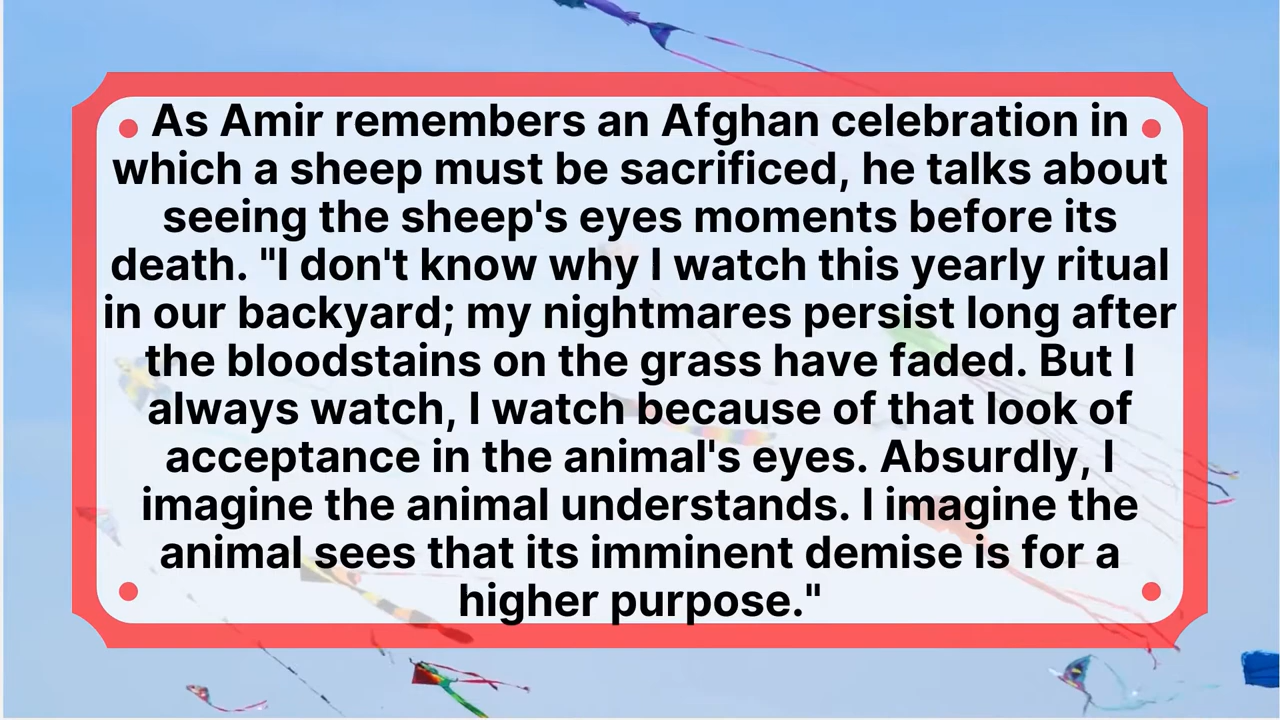 As Amir remembers an Afghan celebration in
which a sheep must be sacrificed, he talks about
seeing the sheep's eyes moments before its
death. "I don't know why I watch this yearly ritual
in our backyard; my nightmares persist long after
the bloodstains on the grass have faded. But I
always watch, I watch because of that look of
acceptance in the animal's eyes. Absurdly, I
imagine the animal understands. I imagine the
animal sees that its imminent demise is for a
higher purpose."